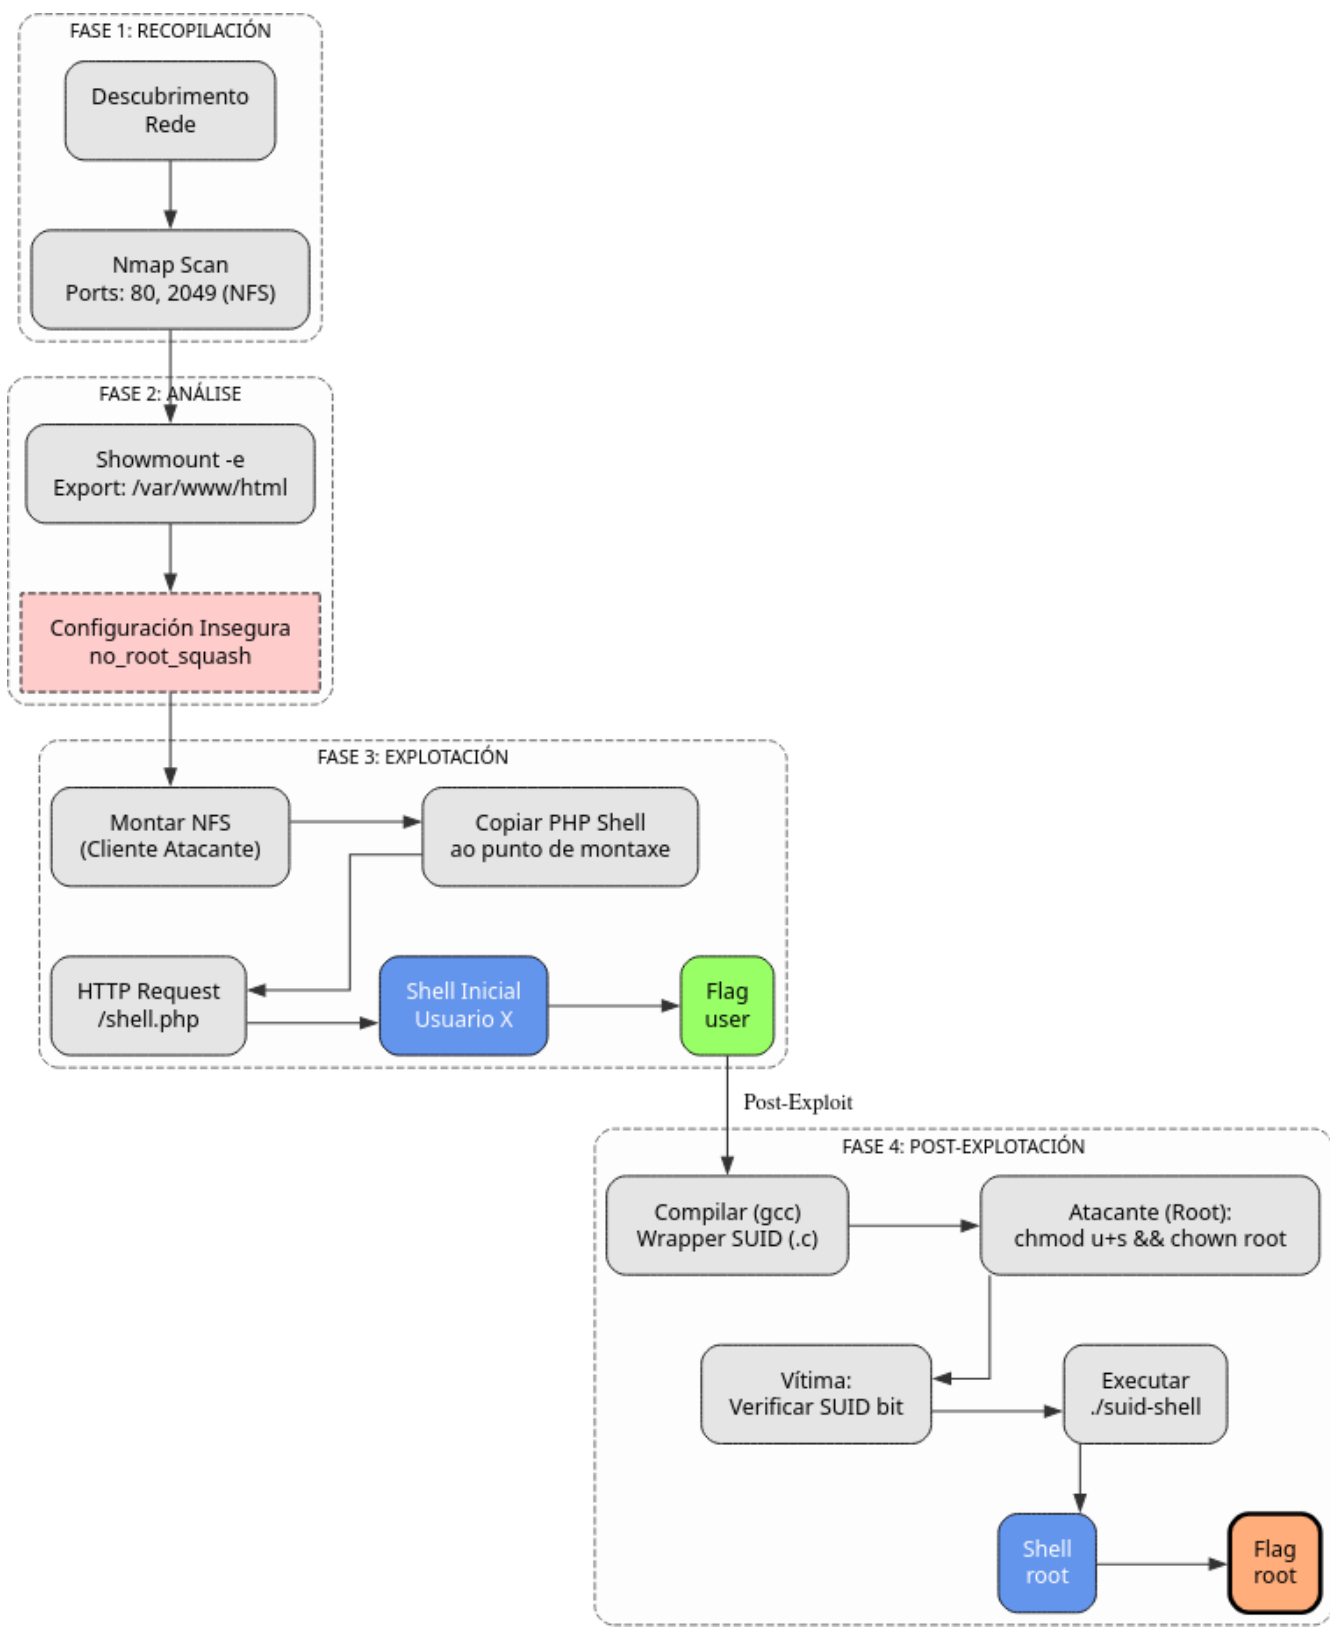 FASE 1: RECOPILACIÓN
Descubrimento
Rede
Nmap Scan
Ports: 80, 2049 (NFS)
FASE 2: ANÁLISE
Showmount -e
Export: /var/www/html
Configuración Insegura
no_root_squash
FASE 3: EXPLOTACIÓN
Montar NFS
(Cliente Atacante)
Copiar PHP Shell
ao punto de montaxe
HTTP Request
/shell.php
Shell Inicial
Usuario X
Flag
user
Post-Exploit
FASE 4: POST-EXPLOTACIÓN
Compilar (gcc)
Wrapper SUID (.c)
Atacante (Root):
chmod u+s && chown root
Vítima:
Verificar SUID bit
Executar
./suid-shell
Shell
root
Flag
root